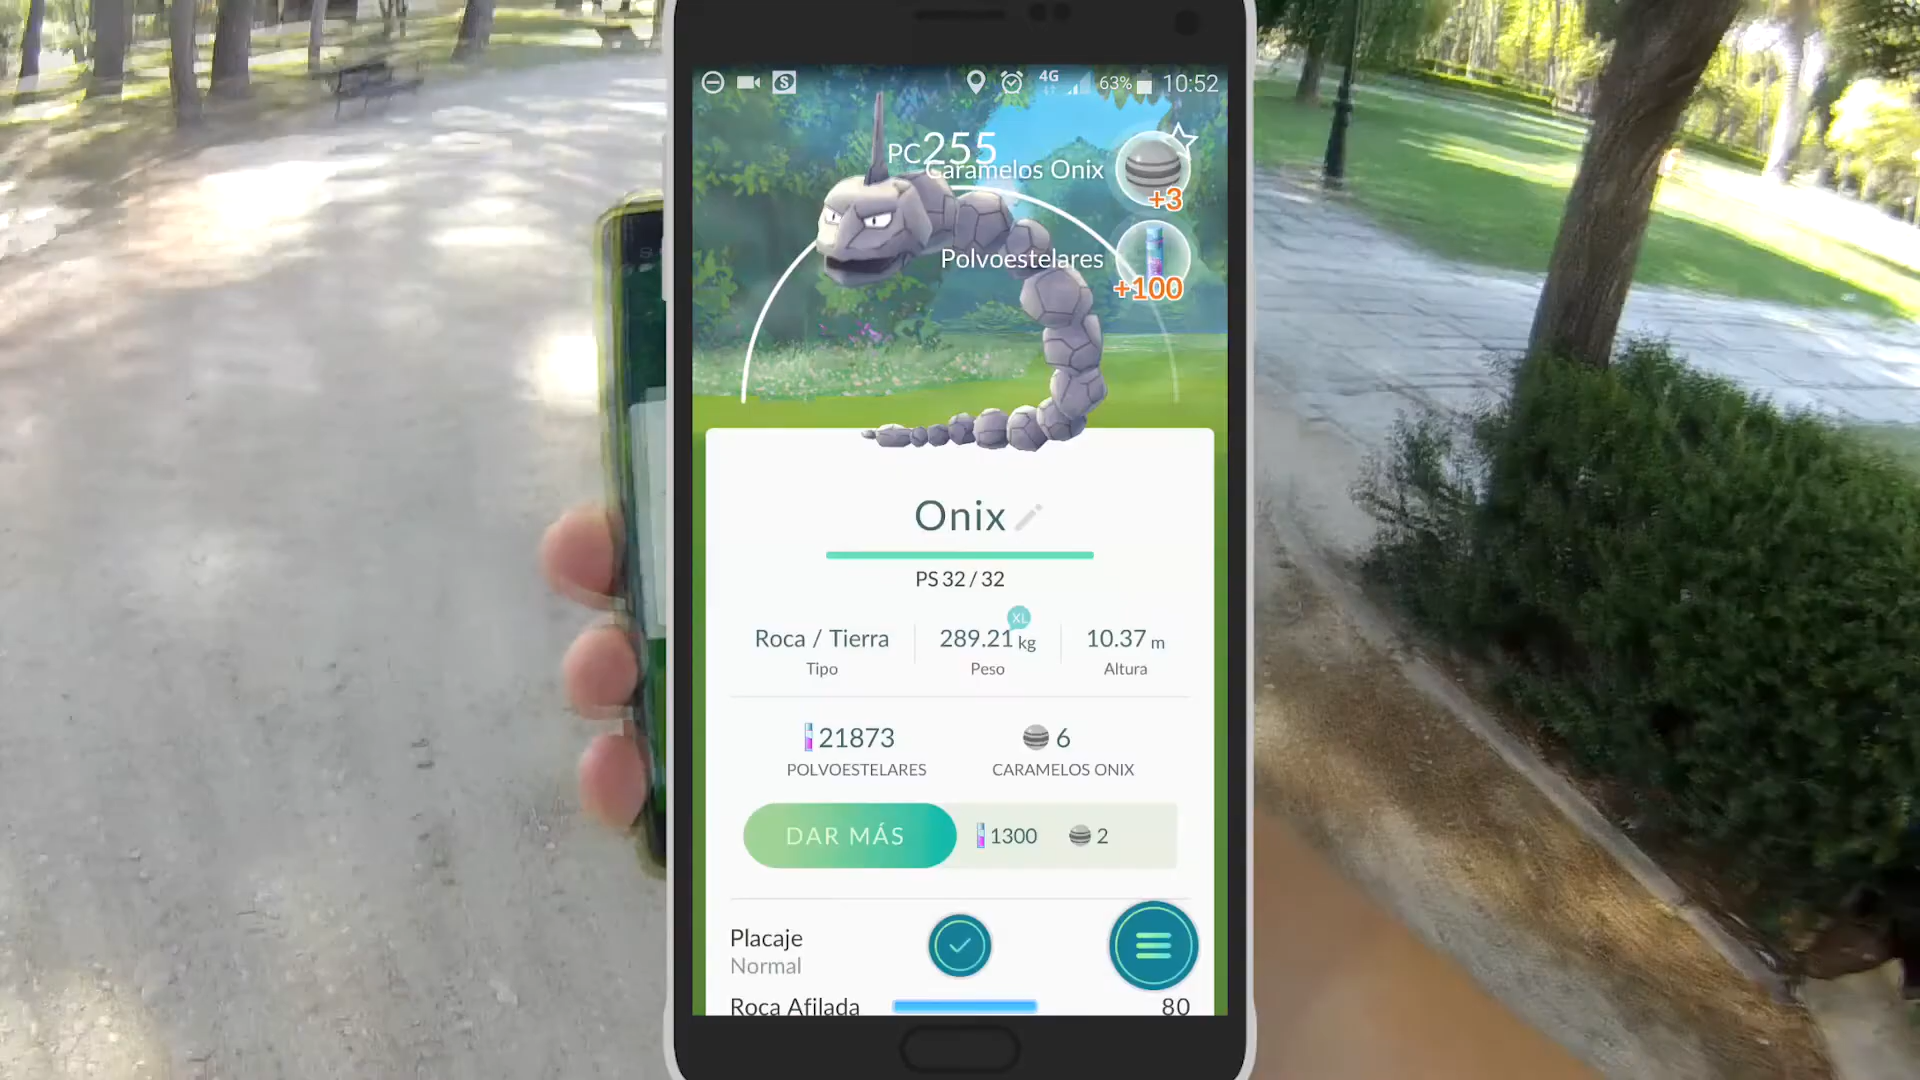 4G 63% 10:52
PC255
Caramelos Onix
+3
Polvoestelares
+100
Onix
PS 32 / 32
XL
Roca / Tierra 289.21 kg 10.37 m
Tipo Peso Altura
21873 6
POLVOESTELARES CARAMELOS ONIX
DAR MÁS 1300 2
Placaje
Normal
Roca Afilada 80